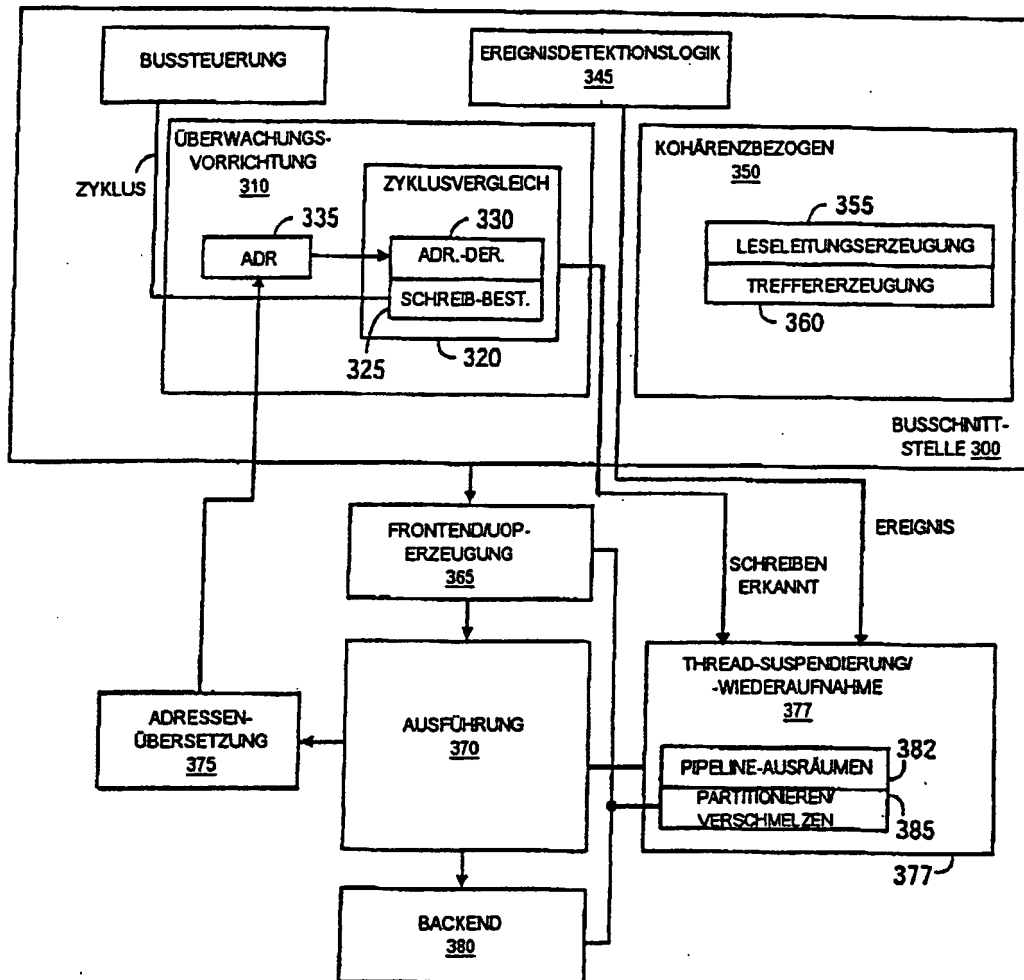 BUSSTEUERUNG
EREIGNISDETEKTIONSLOGIK
345
ZYKLUS
ÜBERWACHUNGS-
VORRICHTUNG
310
335
ADR
ZYKLUSVERGLEICH
330
ADR.-DER.
SCHREIB-BEST.
325
320
KOHÄRENZBEZOGEN
350
355
LESELEITUNGSERZEUGUNG
TREFFERERZEUGUNG
360
BUSSCHNITT-
STELLE 300
FRONTEND/UOP-
ERZEUGUNG
365
SCHREIBEN
ERKANNT
EREIGNIS
ADRESSEN-
ÜBERSETZUNG
375
AUSFÜHRUNG
370
THREAD-SUSPENDIERUNG/
-WIEDERAUFNAHME
377
PIPELINE-AUSRÄUMEN
382
PARTITIONIEREN/
VERSCHMELZEN
385
377
BACKEND
380